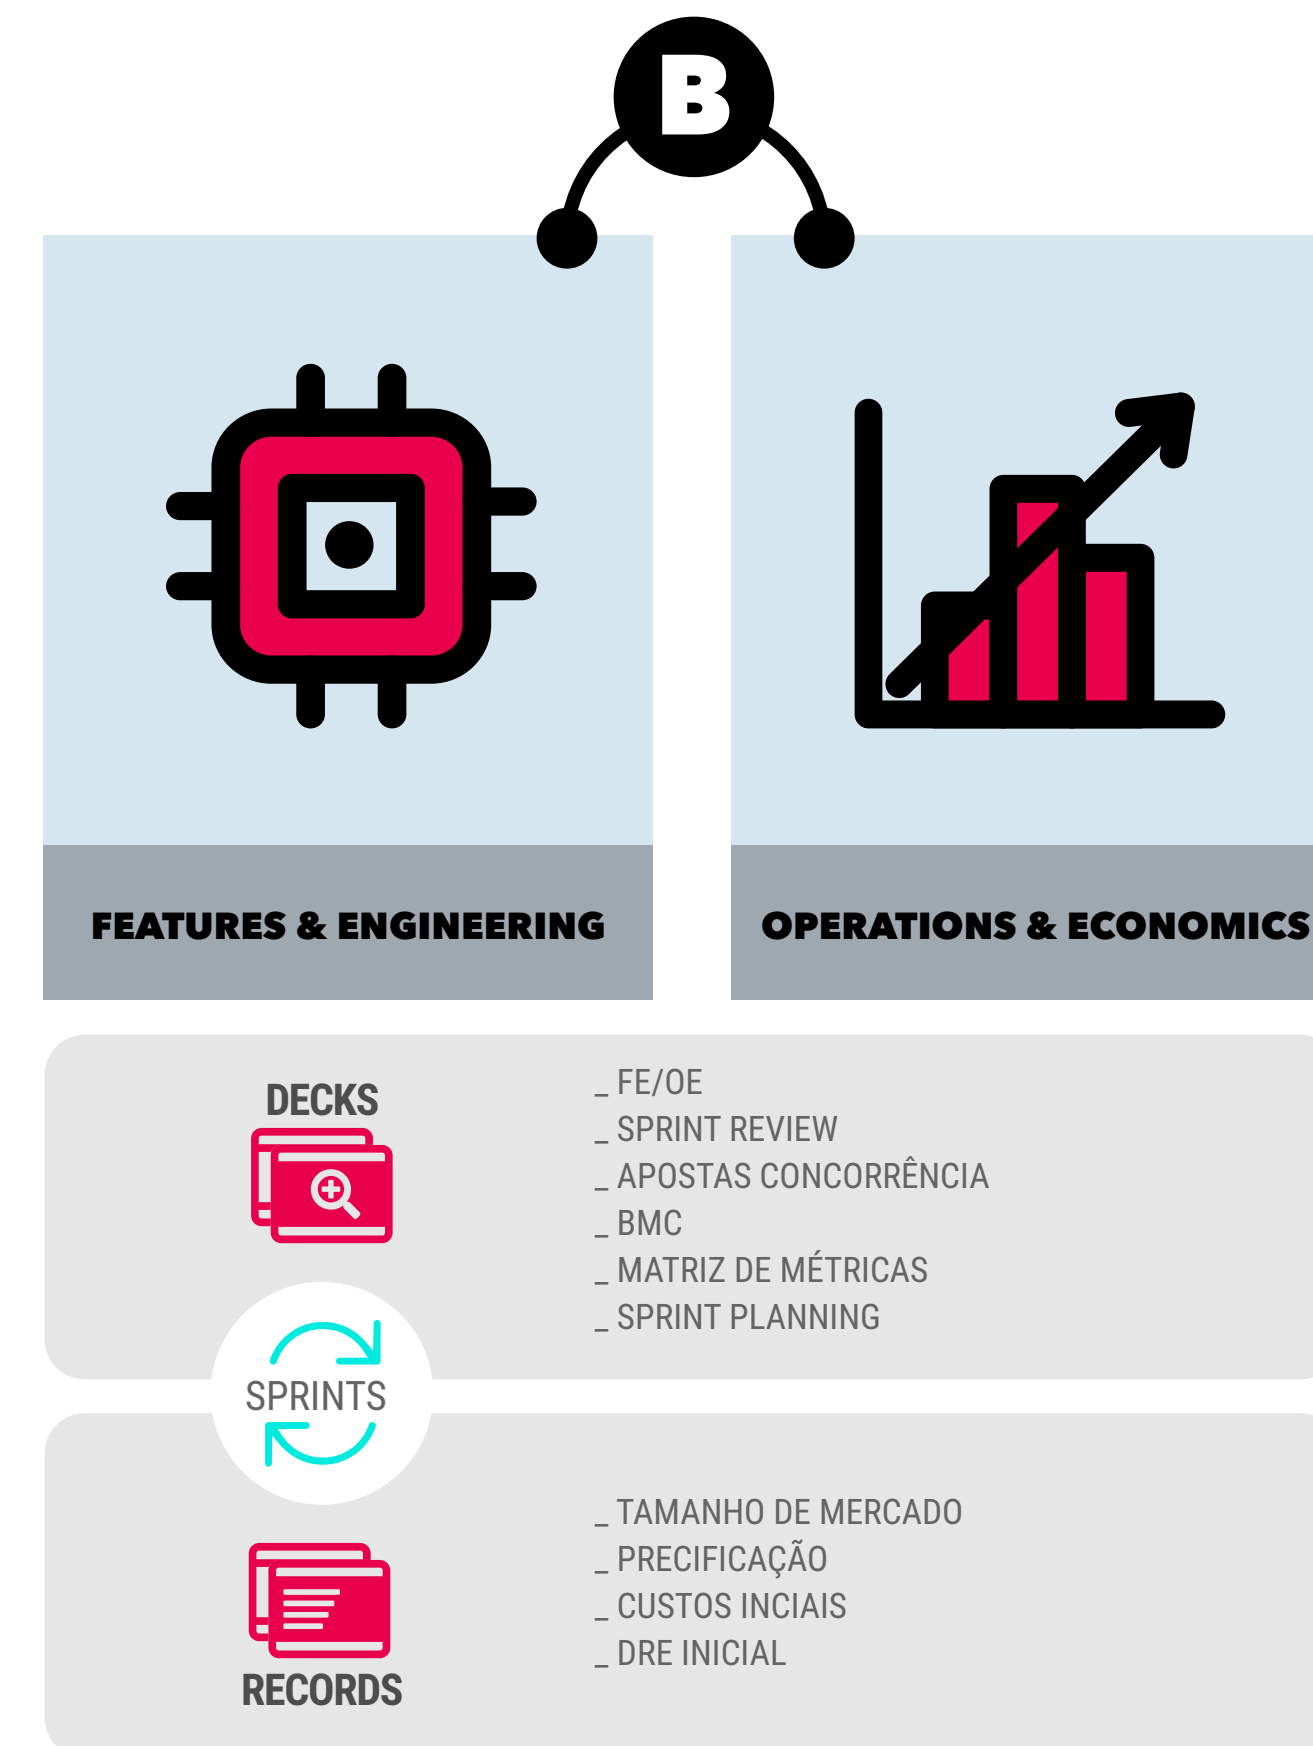 B
FEATURES & ENGINEERING
OPERATIONS & ECONOMICS
DECKS
_ FE/OE
_ SPRINT REVIEW
_ APOSTAS CONCORRÊNCIA
_ BMC
_ MATRIZ DE MÉTRICAS
_ SPRINT PLANNING
SPRINTS
_ TAMANHO DE MERCADO
_ PRECIFICAÇÃO
_ CUSTOS INCIAIS
_ DRE INICIAL
RECORDS